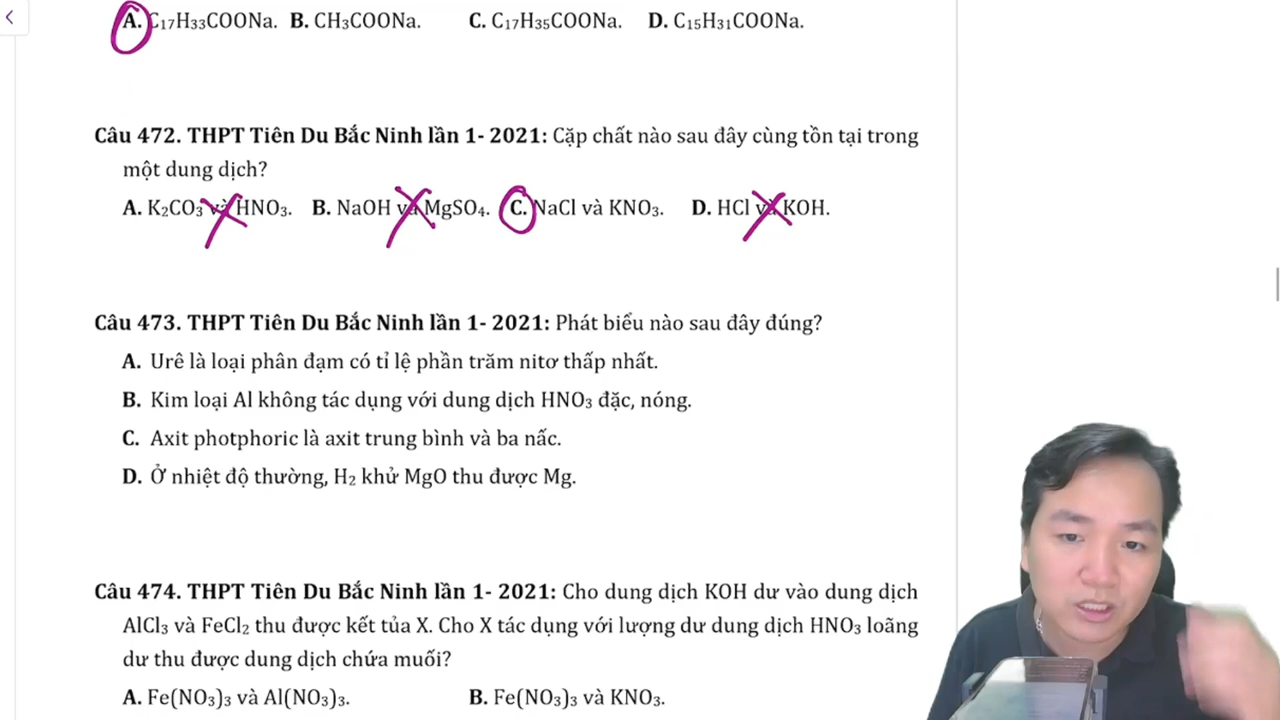 A. C₁₇H₃₃COONa. B. CH₃COONa. C. C₁₇H₃₅COONa. D. C₁₅H₃₁COONa.
Câu 472. THPT Tiên Du Bắc Ninh lần 1- 2021: Cặp chất nào sau đây cùng tồn tại trong
một dung dịch?
A. K₂CO₃ và HNO₃. B. NaOH và MgSO₄. C. NaCl và KNO₃. D. HCl và KOH.
Câu 473. THPT Tiên Du Bắc Ninh lần 1- 2021: Phát biểu nào sau đây đúng?
A. Urê là loại phân đạm có tỉ lệ phần trăm nitơ thấp nhất.
B. Kim loại Al không tác dụng với dung dịch HNO₃ đặc, nóng.
C. Axit photphoric là axit trung bình và ba nấc.
D. Ở nhiệt độ thường, H₂ khử MgO thu được Mg.
Câu 474. THPT Tiên Du Bắc Ninh lần 1- 2021: Cho dung dịch KOH dư vào dung dịch
AlCl₃ và FeCl₂ thu được kết tủa X. Cho X tác dụng với lượng dư dung dịch HNO₃ loãng
dư thu được dung dịch chứa muối?
A. Fe(NO₃)₃ và Al(NO₃)₃. B. Fe(NO₃)₃ và KNO₃.